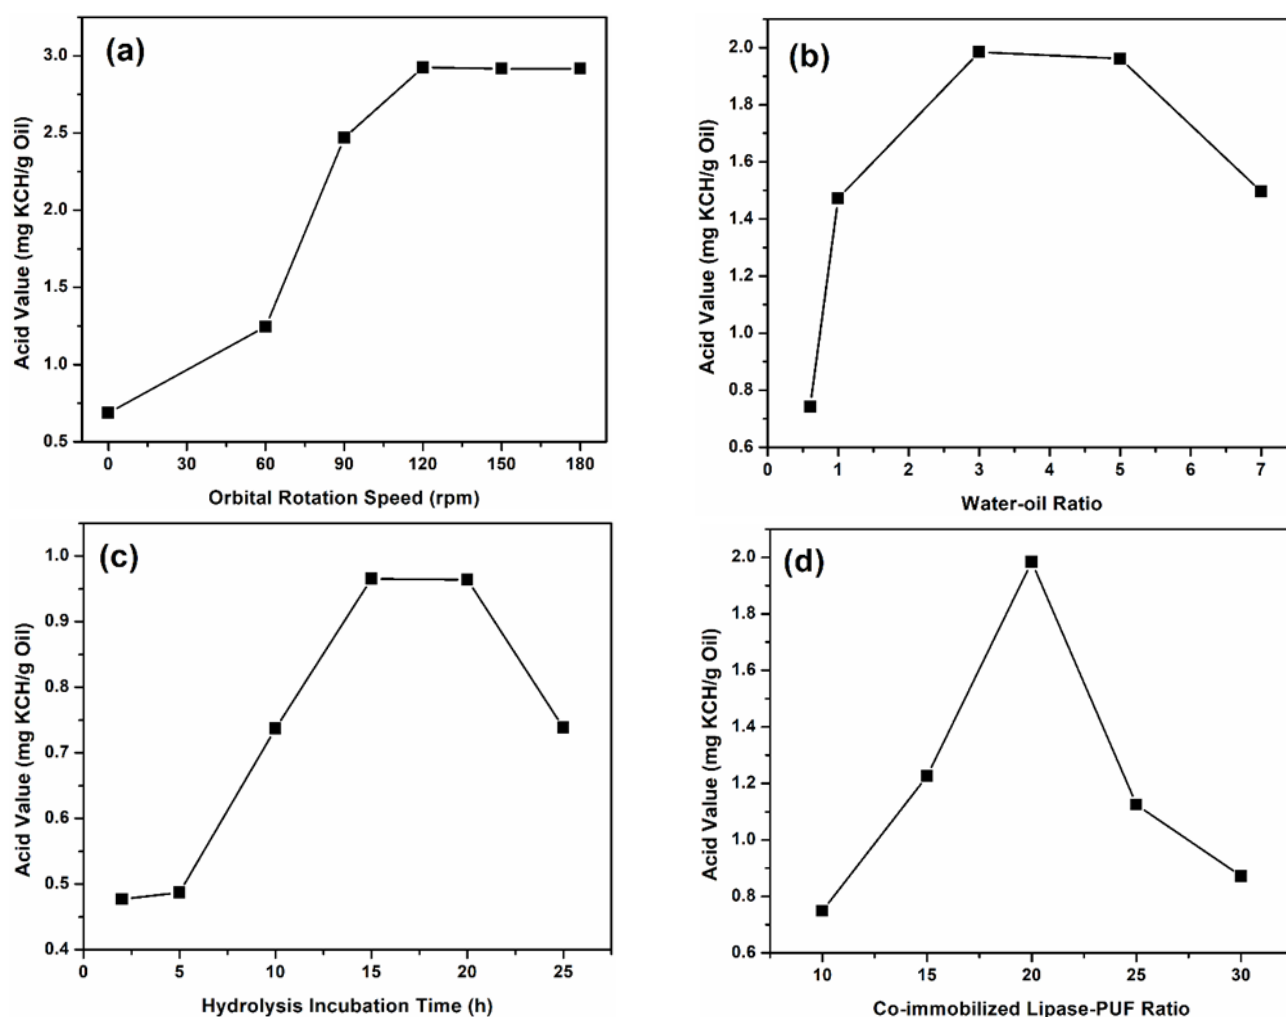 (a)
Acid Value (mg KCH/g Oil)
3.0
2.5
2.0
1.5
1.0
0.5
0 30 60 90 120 150 180
Orbital Rotation Speed (rpm)
(b)
Acid Value (mg KCH/g Oil)
2.0
1.8
1.6
1.4
1.2
1.0
0.8
0.6
0 1 2 3 4 5 6 7
Water-oil Ratio
(c)
Acid Value (mg KCH/g Oil)
1.0
0.9
0.8
0.7
0.6
0.5
0.4
0 5 10 15 20 25
Hydrolysis Incubation Time (h)
(d)
Acid Value (mg KCH/g Oil)
2.0
1.8
1.6
1.4
1.2
1.0
0.8
0.6
10 15 20 25 30
Co-immobilized Lipase-PUF Ratio